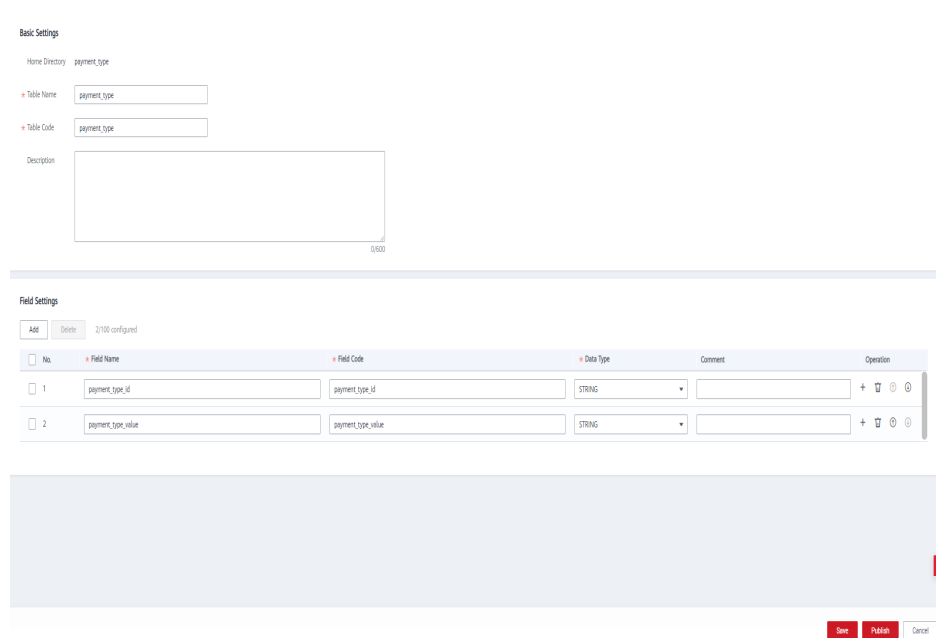 Basic Settings
Home Directory payment_type
* Table Name payment_type
* Table Code payment_type
Description
0/600
Field Settings
Add Delete 2/100 configured
No. * Field Name * Field Code * Data Type Comment Operation
1 payment_type_id payment_type_id STRING
2 payment_type_value payment_type_value STRING
Save Publish Cancel